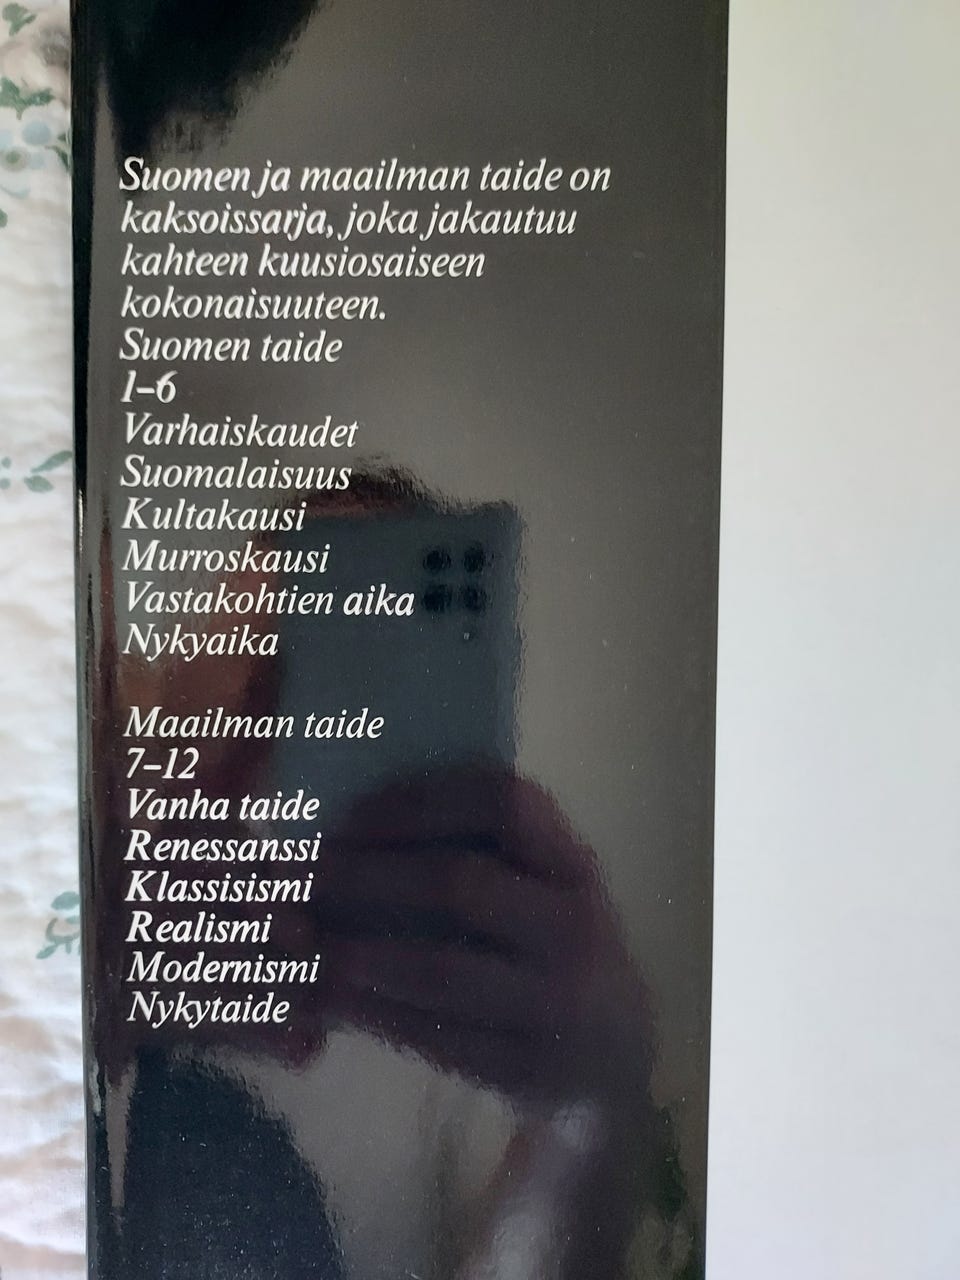 Suomen ja maailman taide on
kaksoissarja, joka jakautuu
kahteen kuusiosaiseen
kokonaisuuteen.
Suomen taide
1–6
Varhaiskaudet
Suomalaisuus
Kultakausi
Murroskausi
Vastakohtien aika
Nykyaika
Maailman taide
7–12
Vanha taide
Renessanssi
Klassisismi
Realismi
Modernismi
Nykytaide